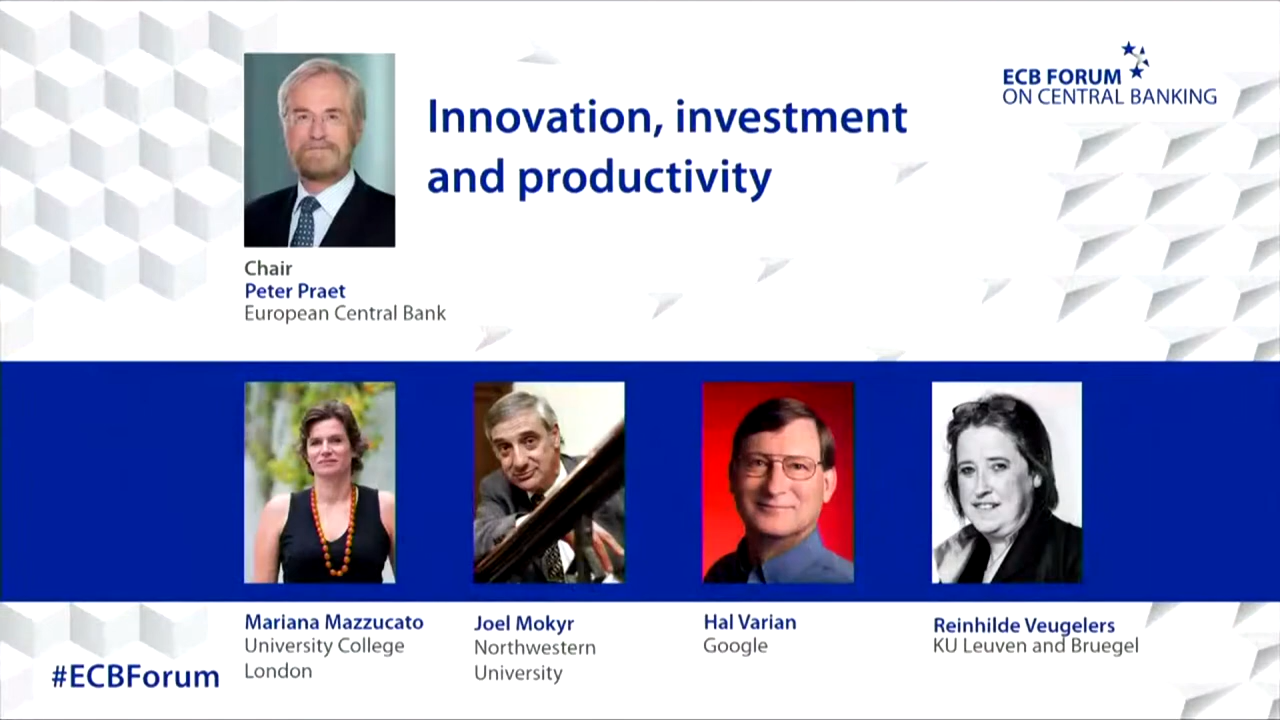 ECB FORUM
ON CENTRAL BANKING
Innovation, investment
and productivity
Chair
Peter Praet
European Central Bank
Mariana Mazzucato
University College
London
Joel Mokyr
Northwestern
University
Hal Varian
Google
Reinhilde Veugelers
KU Leuven and Bruegel
#ECBForum